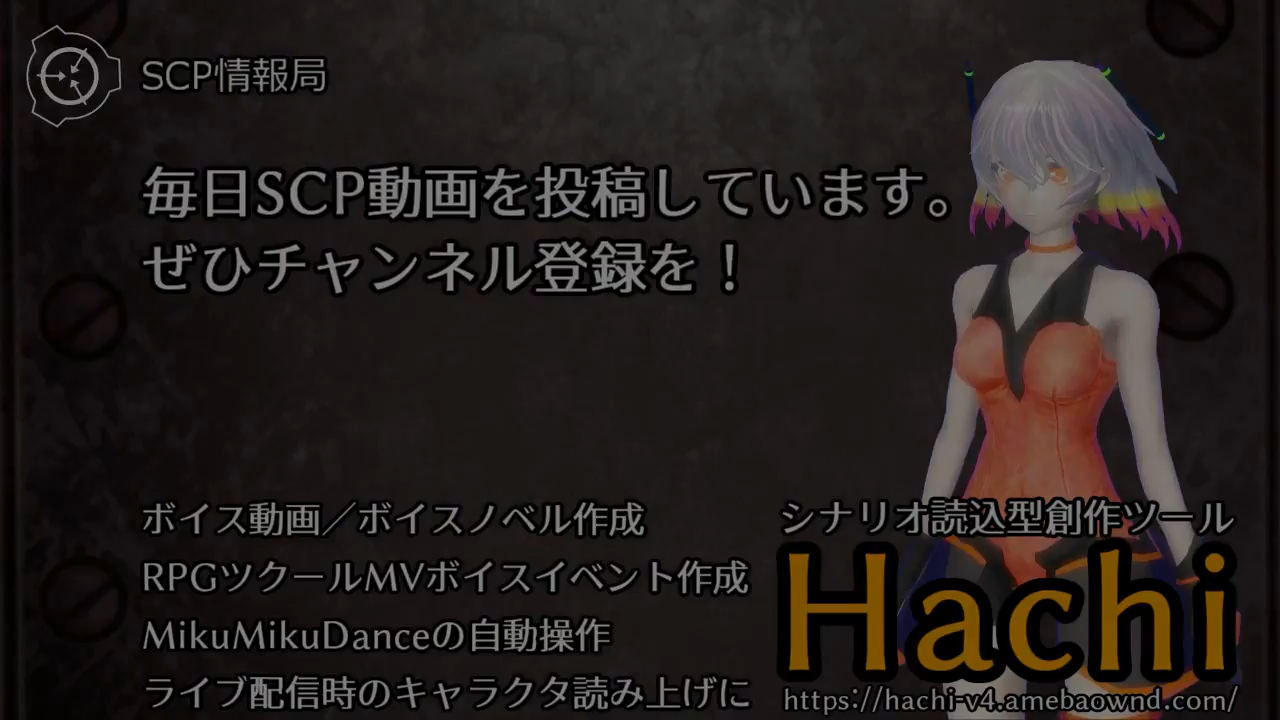 SCP情報局
毎日SCP動画を投稿しています。
ぜひチャンネル登録を！
ボイス動画／ボイスノベル作成
RPGツクールMVボイスイベント作成
MikuMikuDanceの自動操作
ライブ配信時のキャラクタ読み上げに
シナリオ読込型創作ツール
Hachi
https://hachi-v4.amebaownd.com/